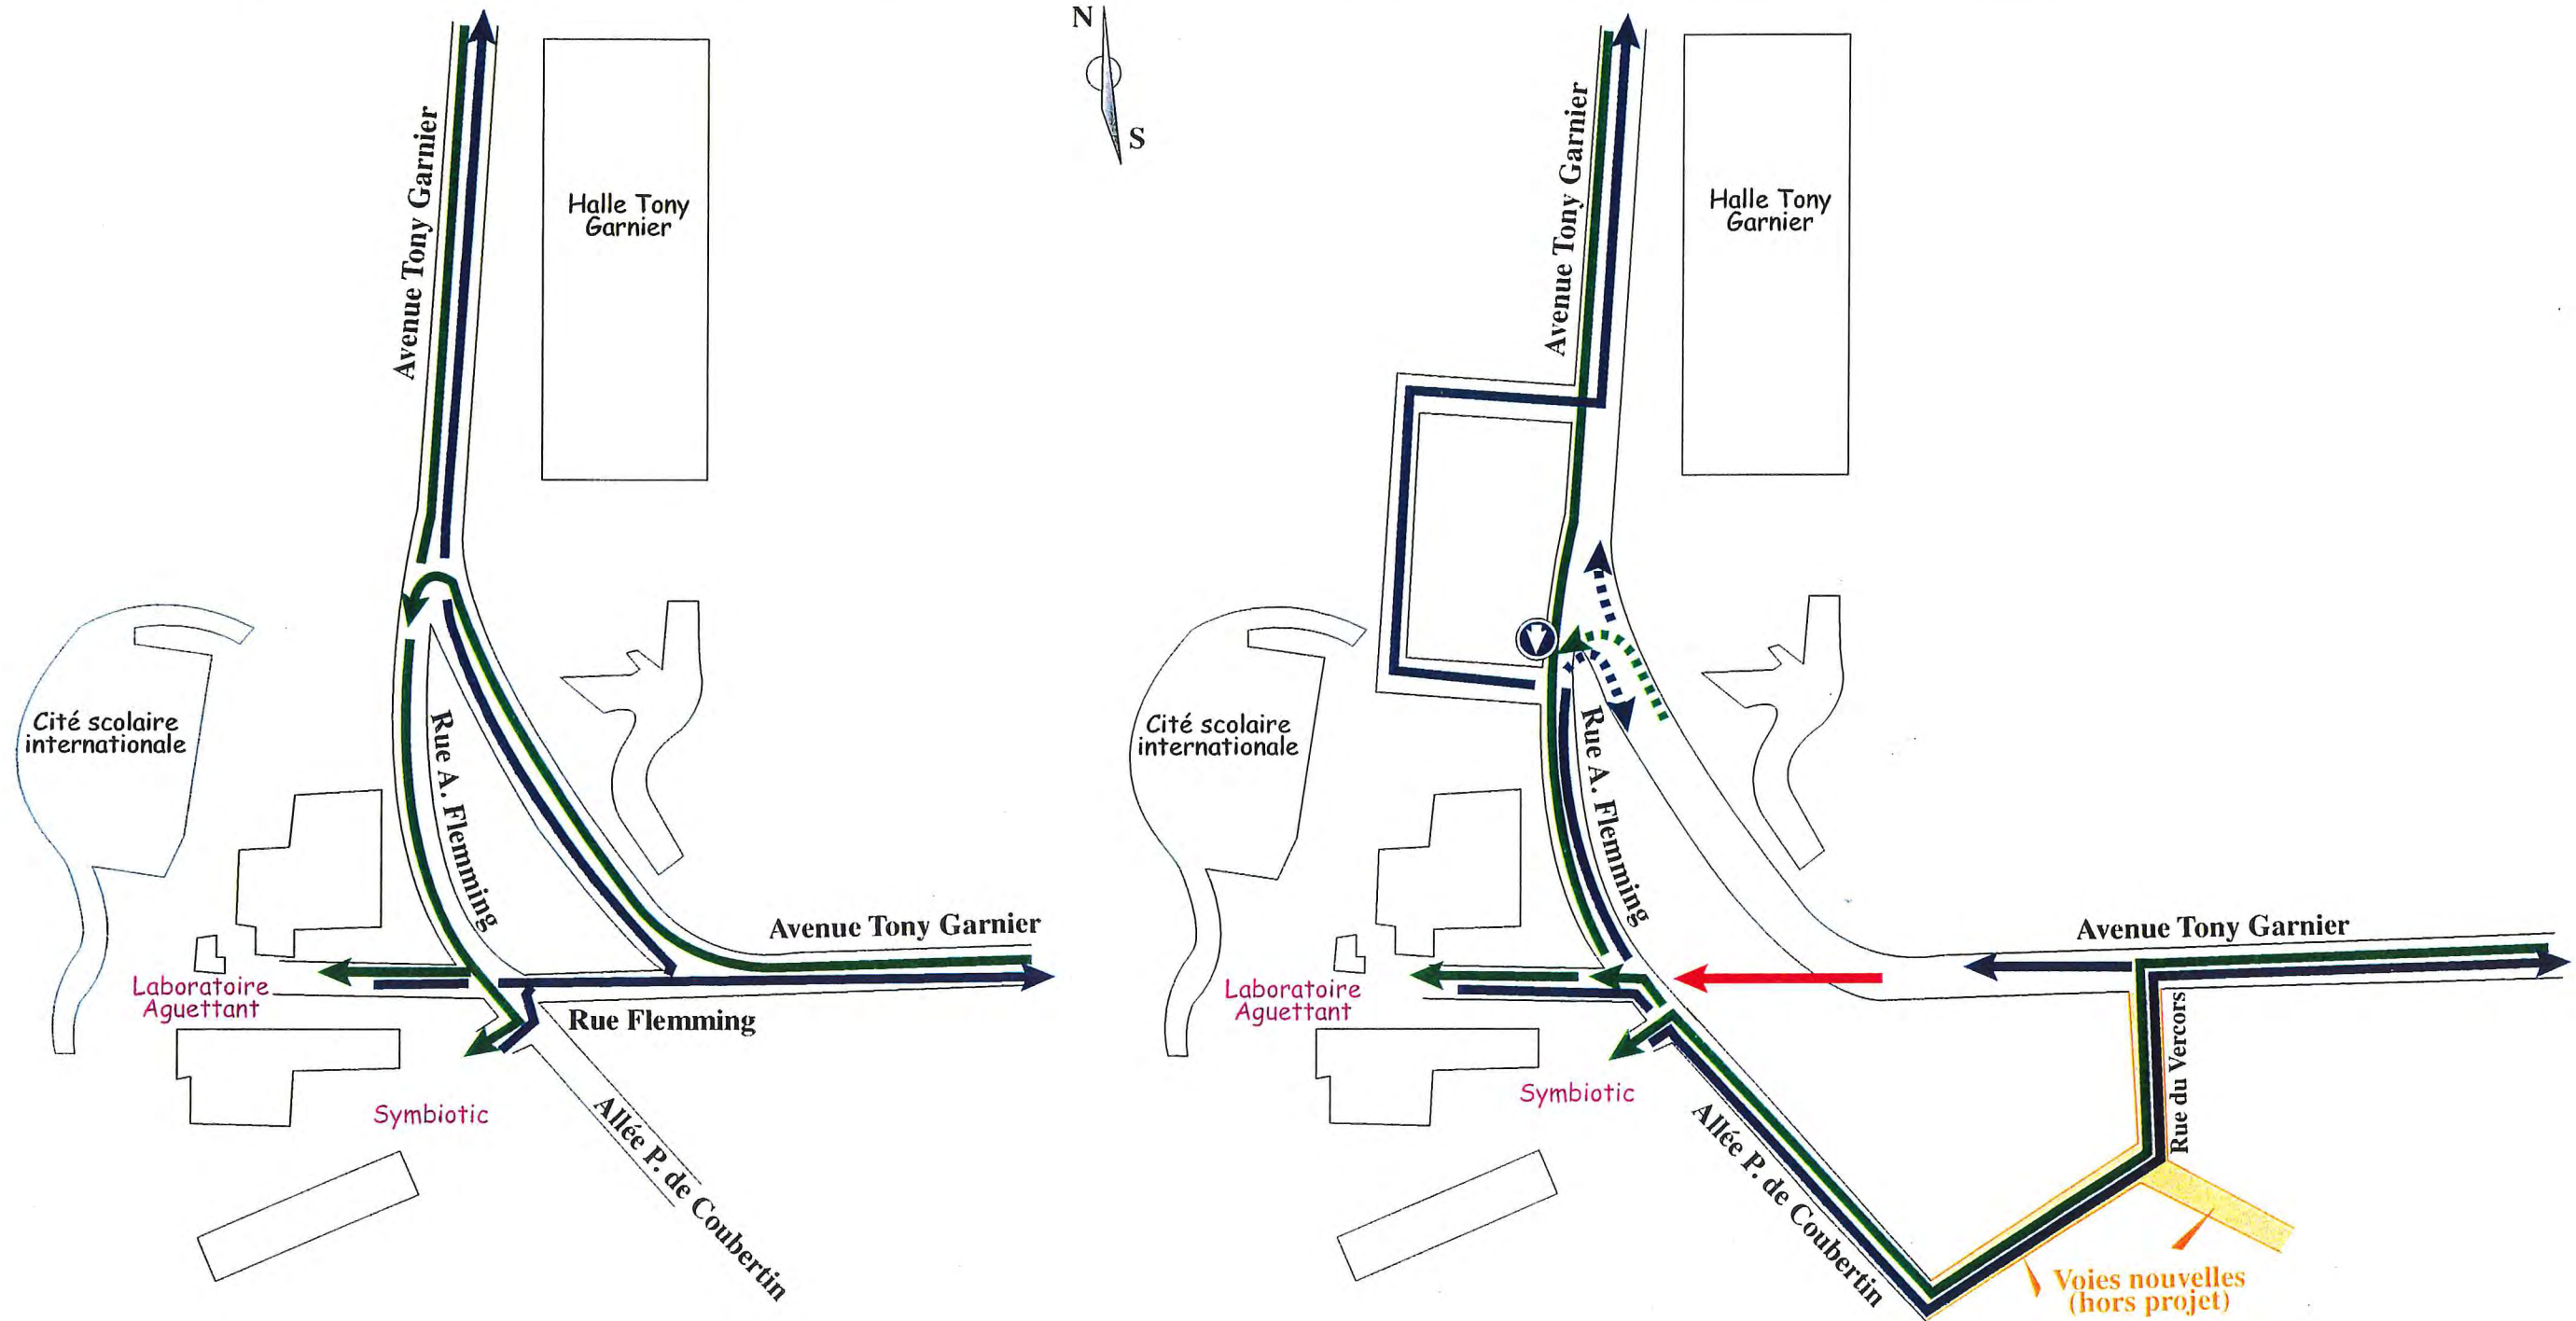 Avenue Tony Garnier
Halle Tony
Garnier
Cité scolaire
internationale
Rue A. Flemming
Avenue Tony Garnier
Laboratoire
Aguettant
Rue Flemming
Symbiotic
Allée P. de Coubertin
N
S
Avenue Tony Garnier
Halle Tony
Garnier
Cité scolaire
internationale
Rue A. Flemming
Avenue Tony Garnier
Laboratoire
Aguettant
Symbiotic
Rue du Vercors
Allée P. de Coubertin
Voies nouvelles
(hors projet)